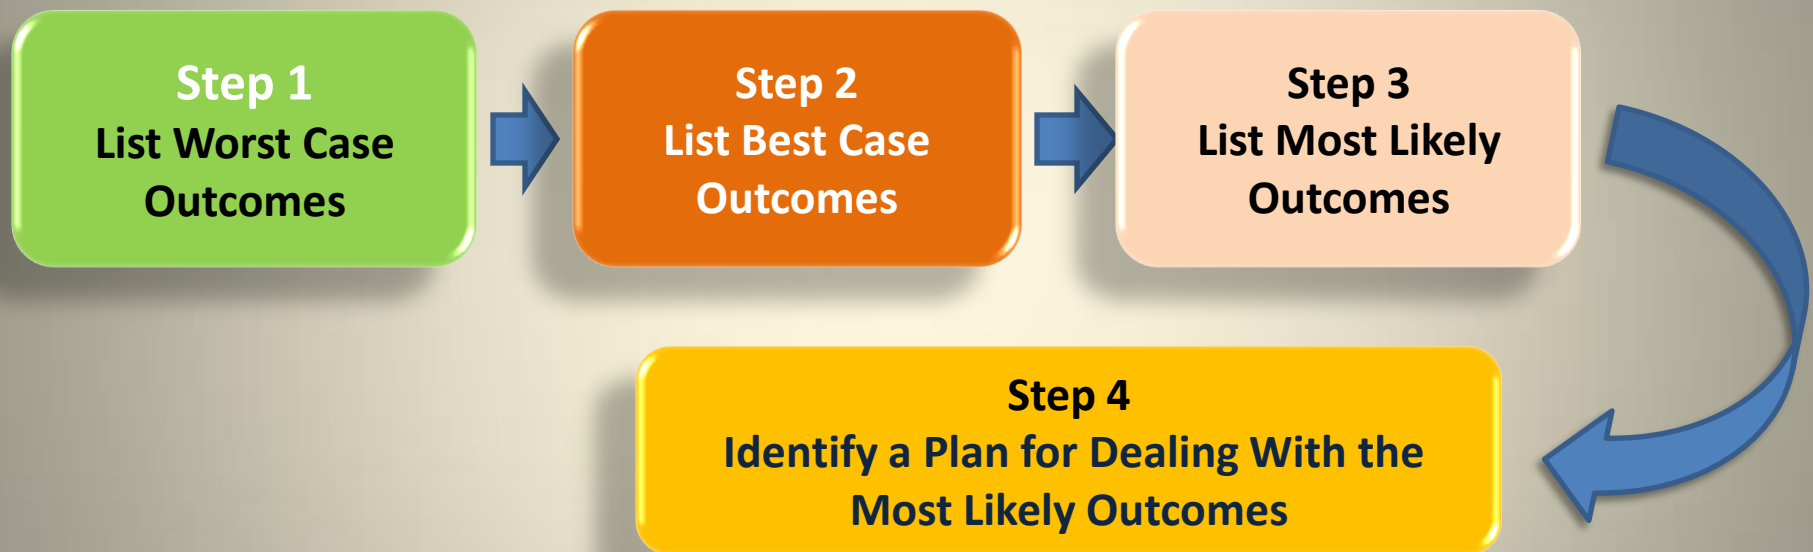 Step 1
List Worst Case
Outcomes
Step 2
List Best Case
Outcomes
Step 3
List Most Likely
Outcomes
Step 4
Identify a Plan for Dealing With the
Most Likely Outcomes